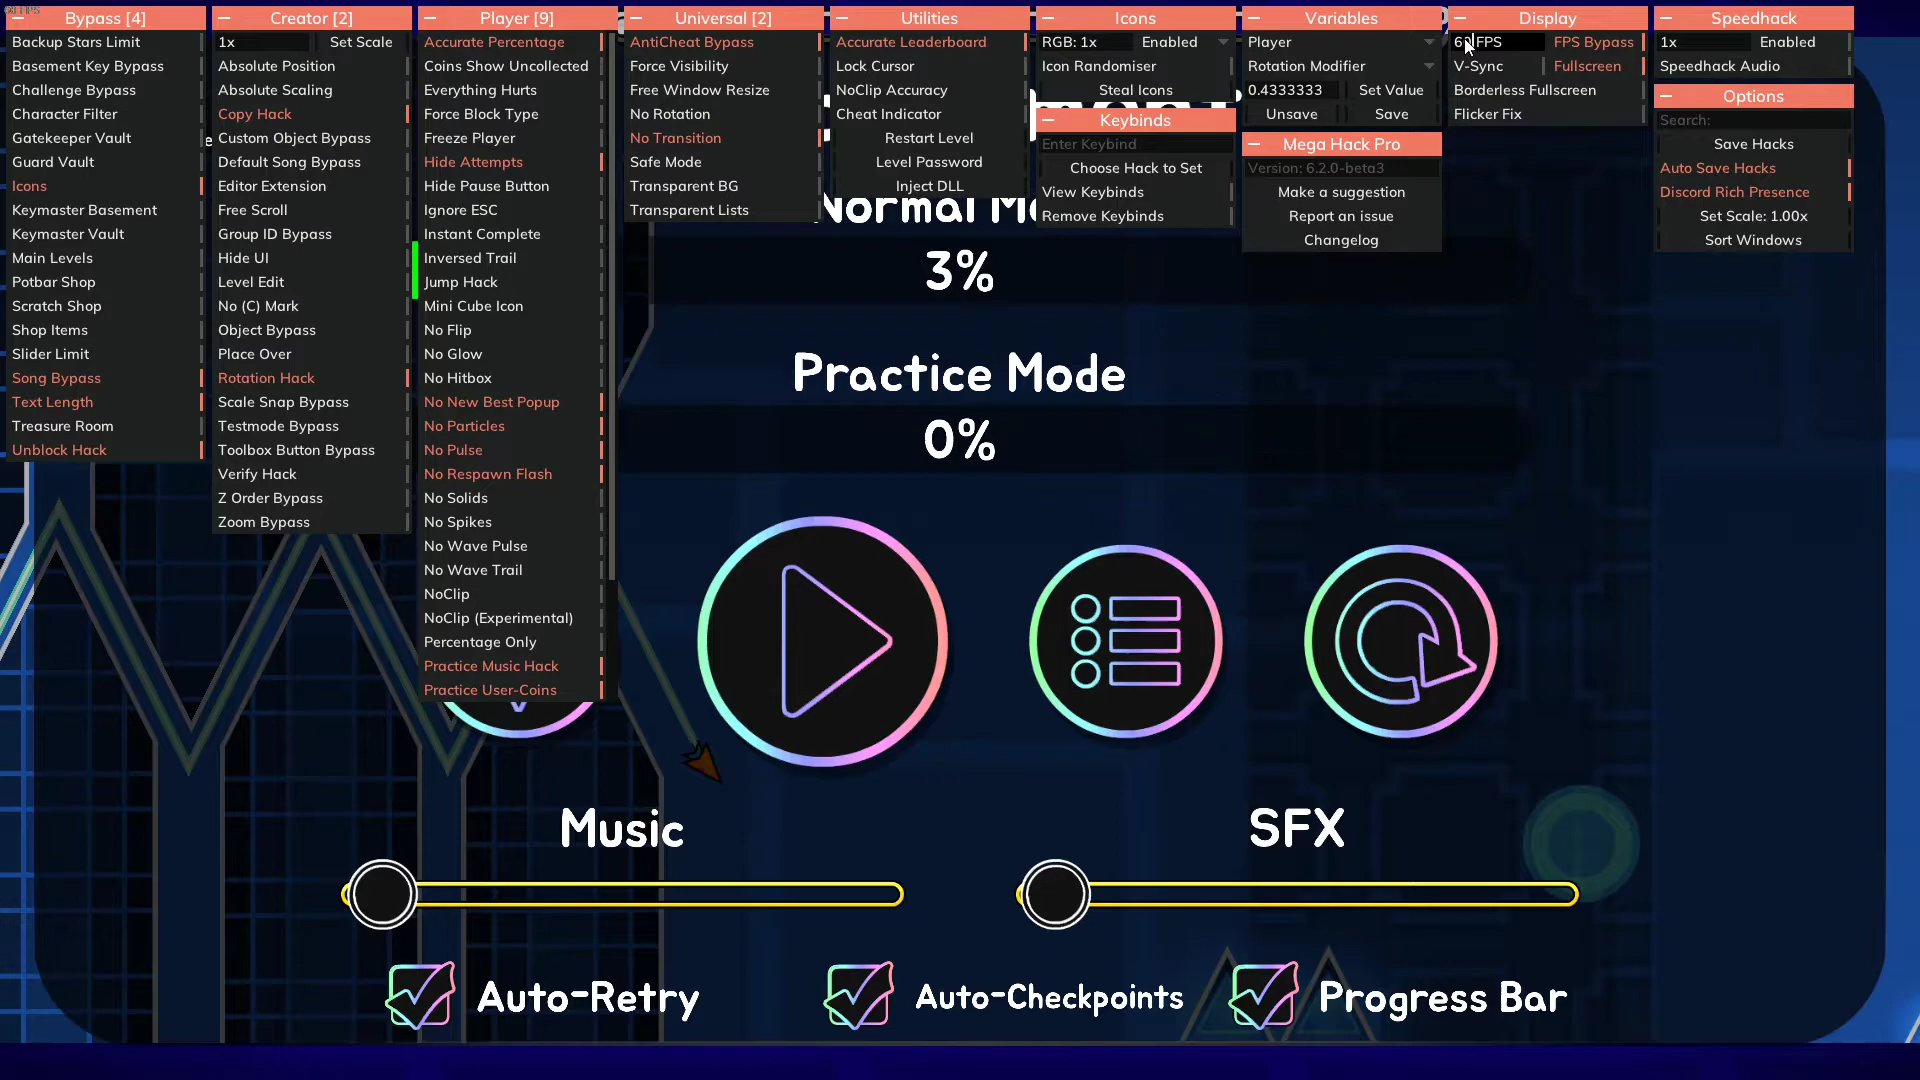 Bypass [4]
Backup Stars Limit
Basement Key Bypass
Challenge Bypass
Character Filter
Gatekeeper Vault
Guard Vault
Icons
Keymaster Basement
Keymaster Vault
Main Levels
Potbar Shop
Scratch Shop
Shop Items
Slider Limit
Song Bypass
Text Length
Treasure Room
Unblock Hack
Creator [2]
1x Set Scale
Absolute Position
Absolute Scaling
Copy Hack
Custom Object Bypass
Default Song Bypass
Editor Extension
Free Scroll
Group ID Bypass
Hide UI
Level Edit
No (C) Mark
Object Bypass
Place Over
Rotation Hack
Scale Snap Bypass
Testmode Bypass
Toolbox Button Bypass
Verify Hack
Z Order Bypass
Zoom Bypass
Player [9]
Accurate Percentage
Coins Show Uncollected
Everything Hurts
Force Block Type
Freeze Player
Hide Attempts
Hide Pause Button
Ignore ESC
Instant Complete
Inversed Trail
Jump Hack
Mini Cube Icon
No Flip
No Glow
No Hitbox
No New Best Popup
No Particles
No Pulse
No Respawn Flash
No Solids
No Spikes
No Wave Pulse
No Wave Trail
NoClip
NoClip (Experimental)
Percentage Only
Practice Music Hack
Practice User-Coins
Universal [2]
AntiCheat Bypass
Force Visibility
Free Window Resize
No Rotation
No Transition
Safe Mode
Transparent BG
Transparent Lists
Utilities
Accurate Leaderboard
Lock Cursor
NoClip Accuracy
Cheat Indicator
Restart Level
Level Password
Inject DLL
Icons
RGB: 1x Enabled
Icon Randomiser
Steal Icons
Keybinds
Enter Keybind
Choose Hack to Set
View Keybinds
Remove Keybinds
Variables
Player
Rotation Modifier
0.4333333 Set Value
Unsave Save
Mega Hack Pro
Version: 6.2.0-beta3
Make a suggestion
Report an issue
Changelog
Display
FPS FPS Bypass
V-Sync Fullscreen
Borderless Fullscreen
Flicker Fix
Speedhack
1x Enabled
Speedhack Audio
Options
Search:
Save Hacks
Auto Save Hacks
Discord Rich Presence
Set Scale: 1.00x
Sort Windows
Normal
3%
Practice Mode
0%
Music SFX
Auto-Retry Auto-Checkpoints Progress Bar